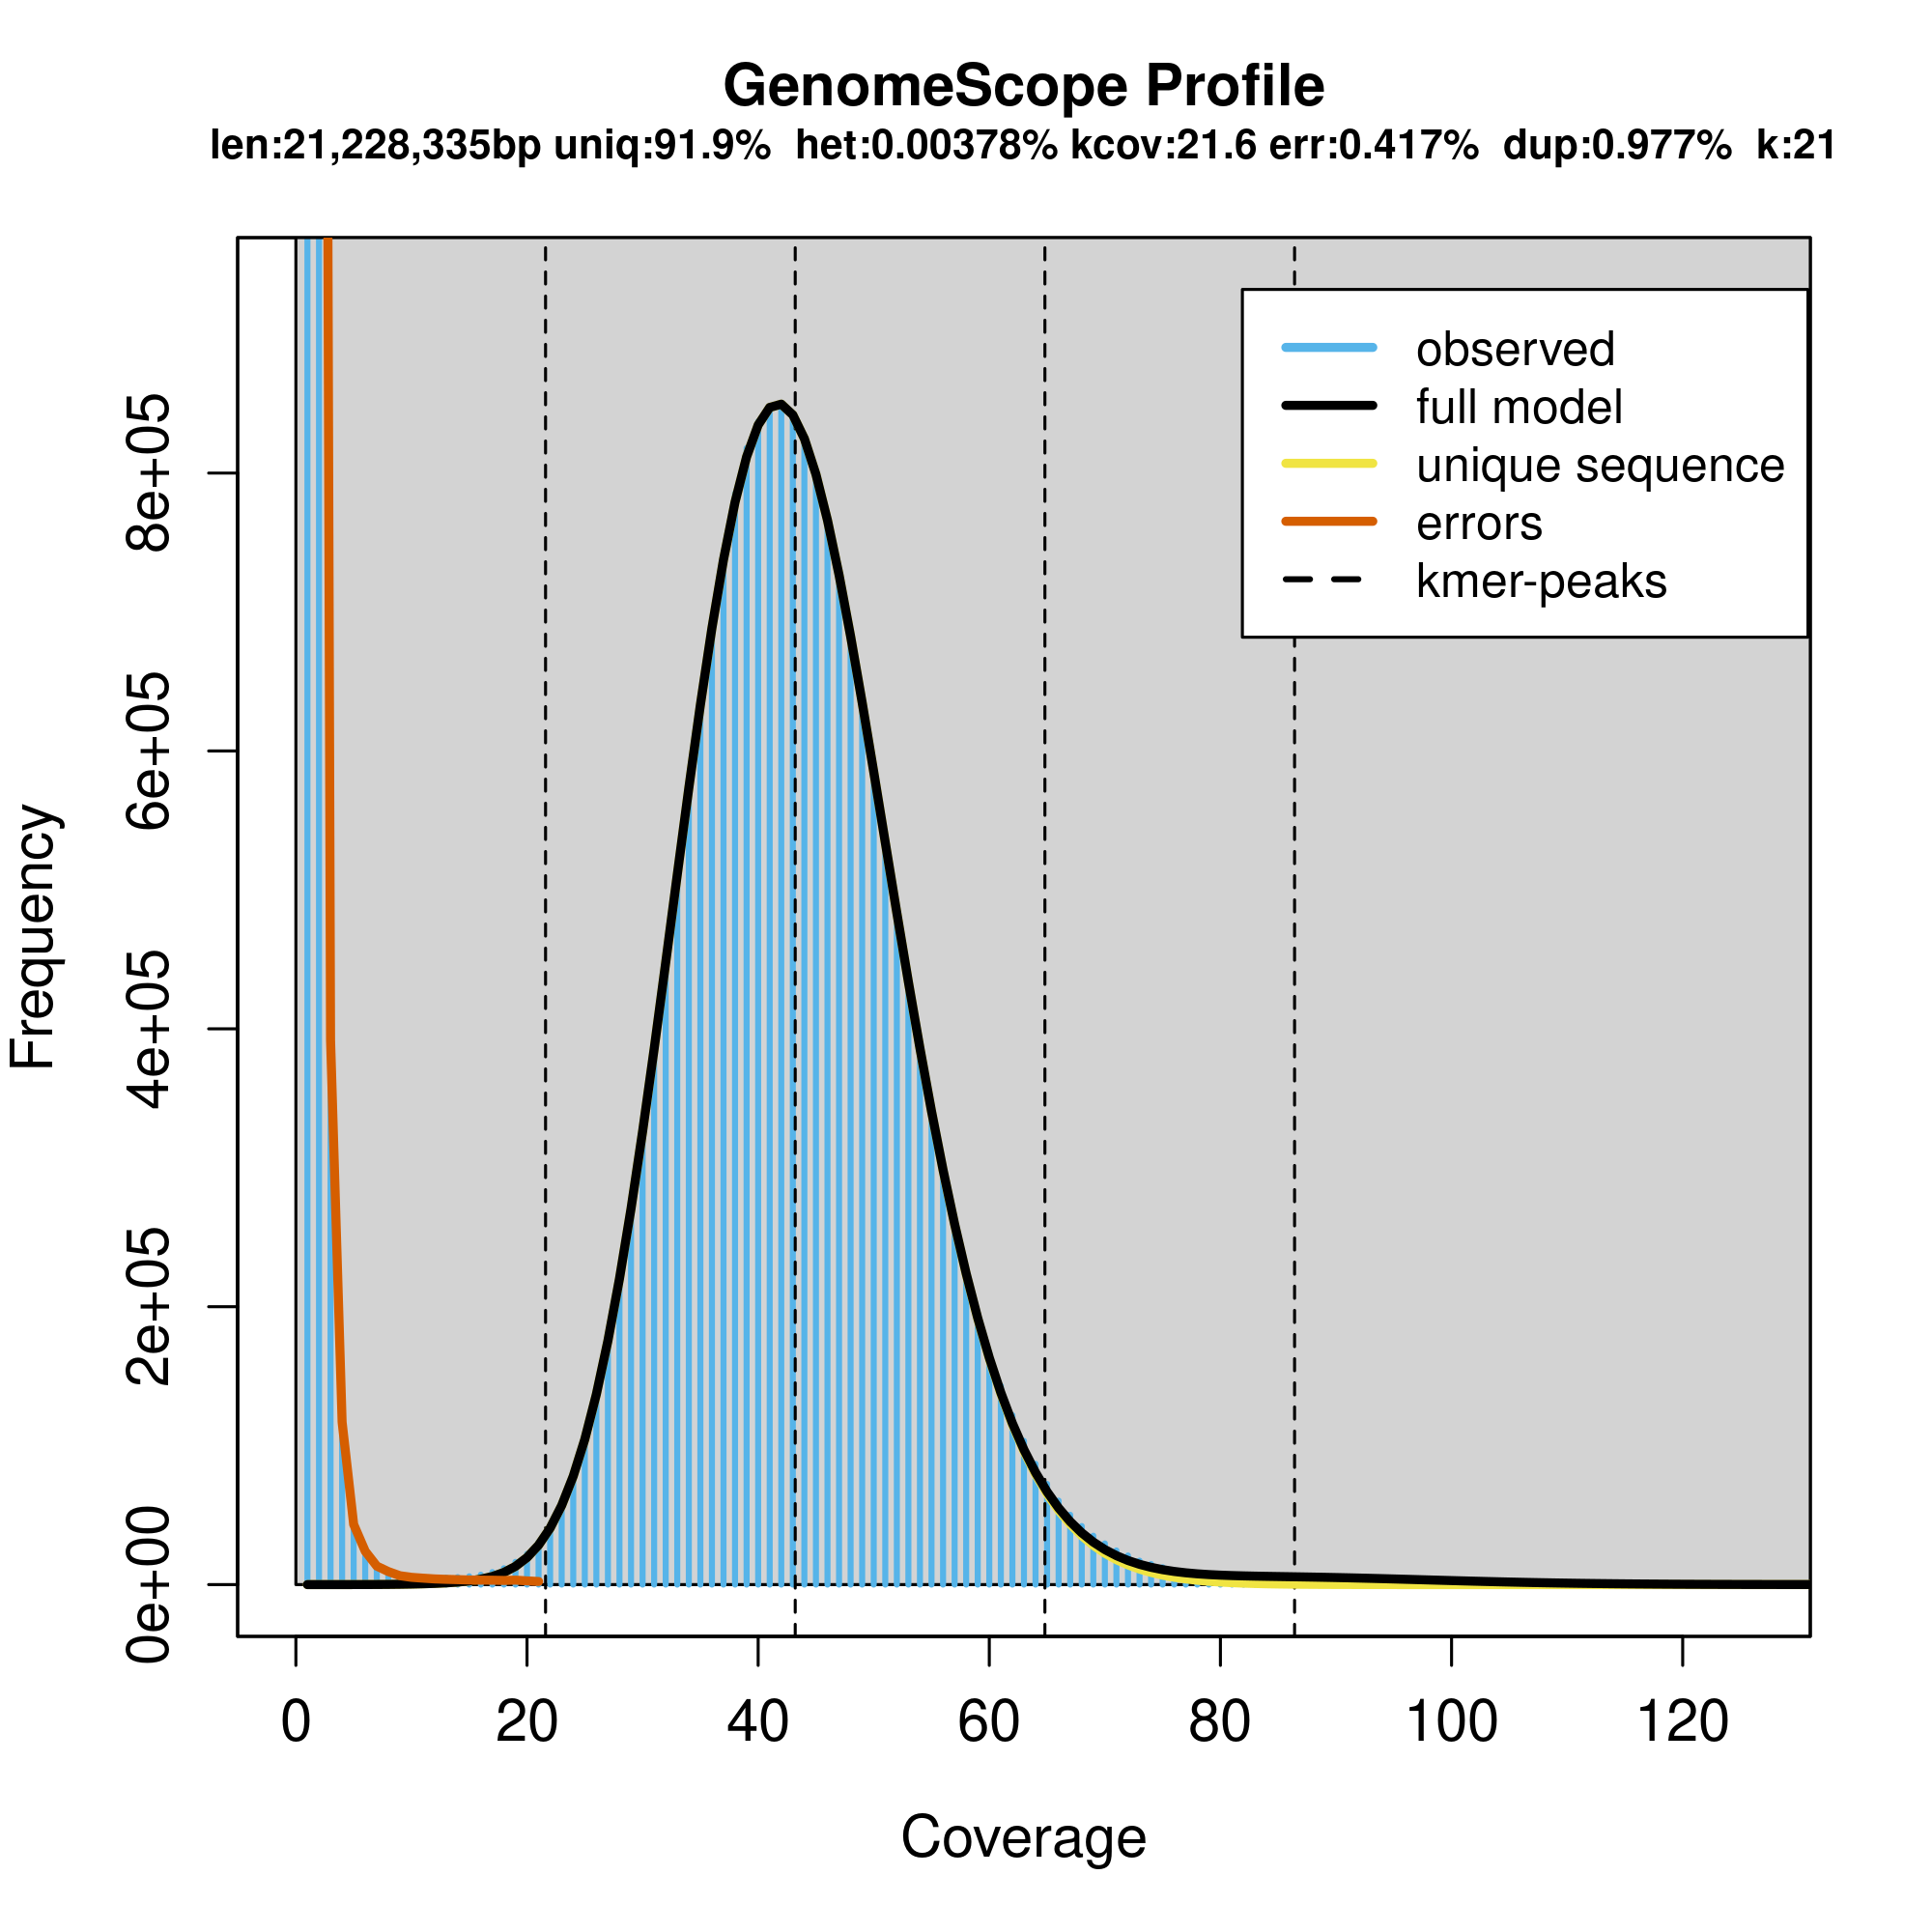 GenomeScope Profile
len:21,228,335bp uniq:91.9%  het:0.00378% kcov:21.6 err:0.417%  dup:0.977%  k:21
observed
full model
unique sequence
errors
kmer-peaks
Frequency
8e+05
6e+05
4e+05
2e+05
0e+00
0 20 40 60 80 100 120
Coverage